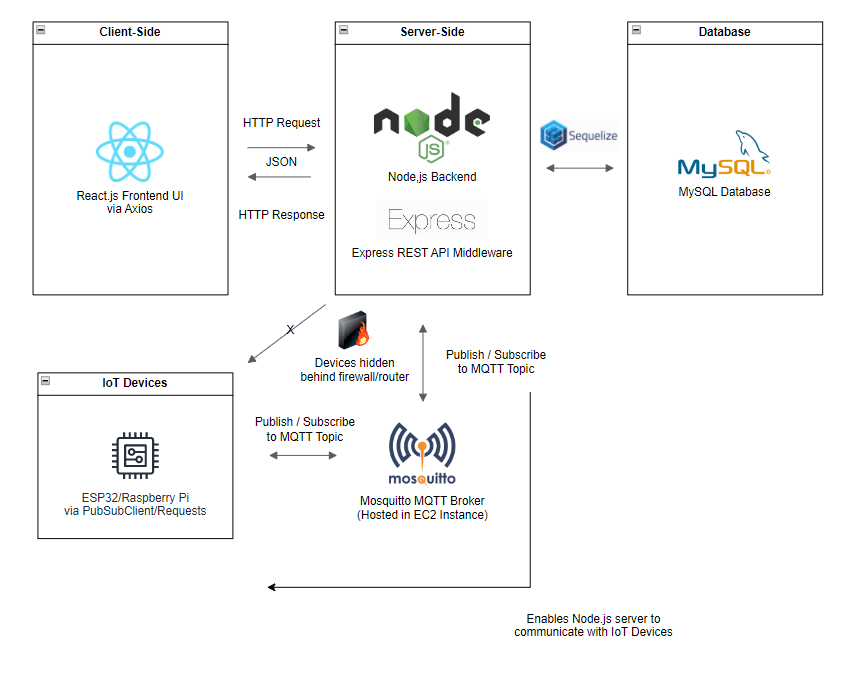 Client-Side
Server-Side
Database
HTTP Request
JSON
HTTP Response
React.js Frontend UI
via Axios
node
JS
Node,js Backend
Express
Express REST API Middleware
Sequelize
MySQL
MySQL Database
X
Devices hidden
behind firewall/router
Publish / Subscribe
to MQTT Topic
IoT Devices
ESP32/Raspberry Pi
via PubSubClient/Requests
Publish / Subscribe
to MQTT Topic
mosquitto
Mosquitto MQTT Broker
(Hosted in EC2 Instance)
Enables Node.js server to
communicate with IoT Devices